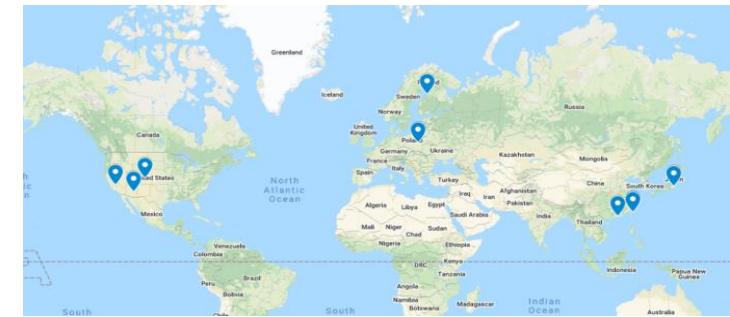 Greenland
Iceland
Sweden
Russia
Norway
Canada
United
Kingdom
Poland
Germany
Ukraine
Kazakhstan
Mongolia
France
Italy
Spain
Turkey
North
Atlantic
Ocean
States
China
South Korea
Iraq
Iran
Afghanistan
Pakistan
Algeria
Libya
Egypt
Saudi Arabia
Mexico
India
Thailand
Mali
Niger
Chad
Sudan
Nigeria
Ethiopia
Venezuela
Colombia
DRC
Kenya
Tanzania
Indonesia
Papua New
Guinea
Peru
Brazil
Bolivia
Angola
Namibia
Botswana
Madagascar
Indian
Ocean
South
South
Australia